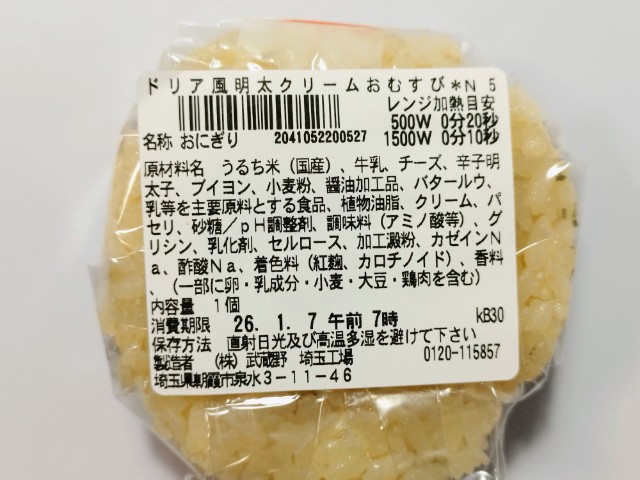 ドリア風明太クリームおむすび*N5
レンジ加熱目安
500W 0分20秒
名称 おにぎり 2041052200527 1500W 0分10秒
原材料名 うるち米(国産)、牛乳、チーズ、辛子明
太子、ブイヨン、小麦粉、醤油加工品、バタールウ、
乳等を主要原料とする食品、植物油脂、クリーム、パ
セリ、砂糖/pH調整剤、調味料(アミノ酸等)、グ
リシン、乳化剤、セルロース、加工澱粉、カゼインN
a、酢酸Na、着色料(紅麹、カロチノイド)、香料
、(一部に卵・乳成分・小麦・大豆・鶏肉を含む)
内容量 1個
消費期限 26. 1. 7 午前 7時 kB30
保存方法 直射日光及び高温多湿を避けて下さい
製造者 (株)武蔵野 埼玉工場 0120-115857
埼玉県朝霞市泉水3-11-46